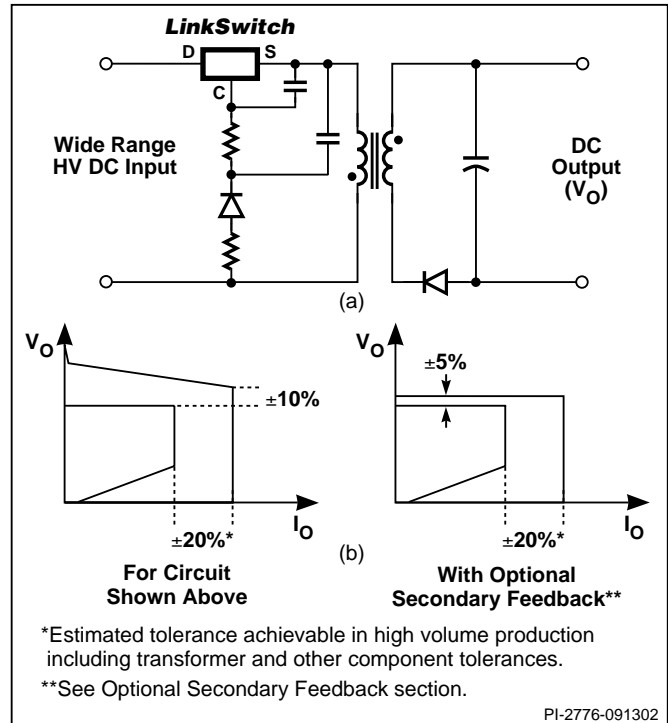 LinkSwitch
D S
C
Wide Range
HV DC Input
DC
Output
(VO)
(a)
VO
±10%
±20%*
IO
For Circuit
Shown Above
(b)
VO
±5%
±20%*
IO
With Optional
Secondary Feedback**
*Estimated tolerance achievable in high volume production
including transformer and other component tolerances.
**See Optional Secondary Feedback section.
PI-2776-091302